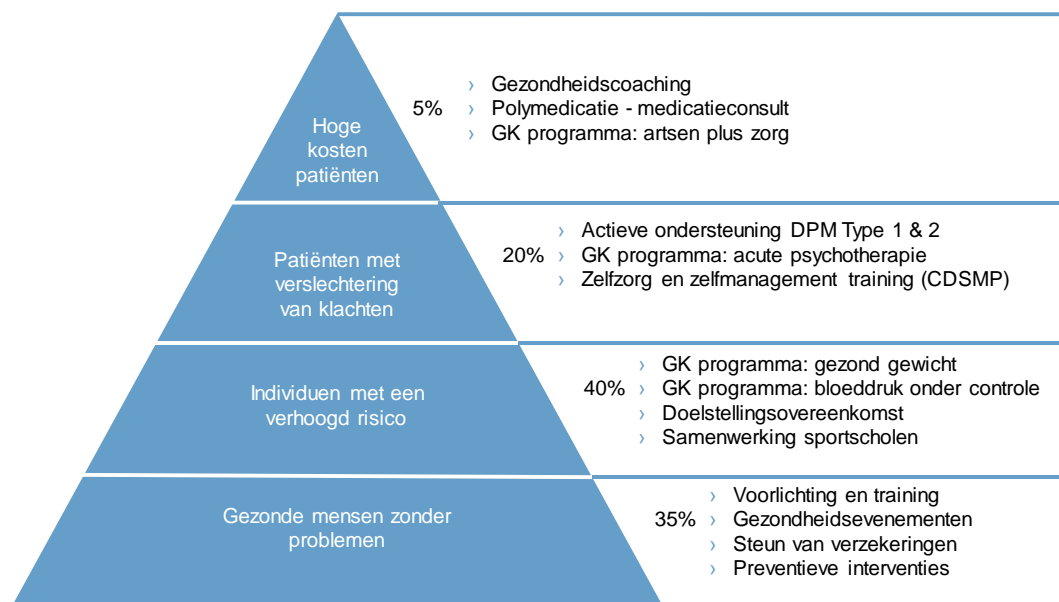 Hoge
kosten
patiënten
5%
› Gezondheidscoaching
› Polymedicatie - medicatieconsult
› GK programma: artsen plus zorg
Patiënten met
verslechtering
van klachten
20%
› Actieve ondersteuning DPM Type 1 & 2
› GK programma: acute psychotherapie
› Zelfzorg en zelfmanagement training (CDSMP)
Individuen met een
verhoogd risico
40%
› GK programma: gezond gewicht
› GK programma: bloeddruk onder controle
› Doelstellingsovereenkomst
› Samenwerking sportscholen
Gezonde mensen zonder
problemen
35%
› Voorlichting en training
› Gezondheidsevenementen
› Steun van verzekeringen
› Preventieve interventies